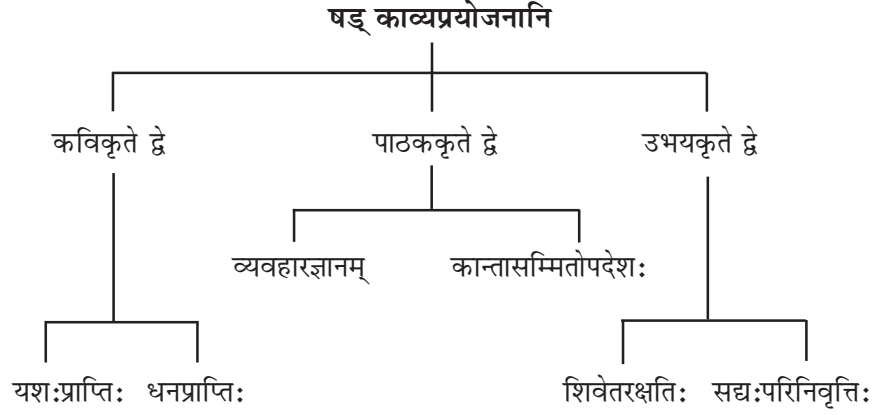 षड् काव्यप्रयोजनानि
कविकृते द्वे पाठककृते द्वे उभयकृते द्वे
व्यवहारज्ञानम् कान्तासम्मितोपदेशः
यशःप्राप्तिः धनप्राप्तिः शिवेतरक्षतिः सद्यःपरिनिवृत्तिः